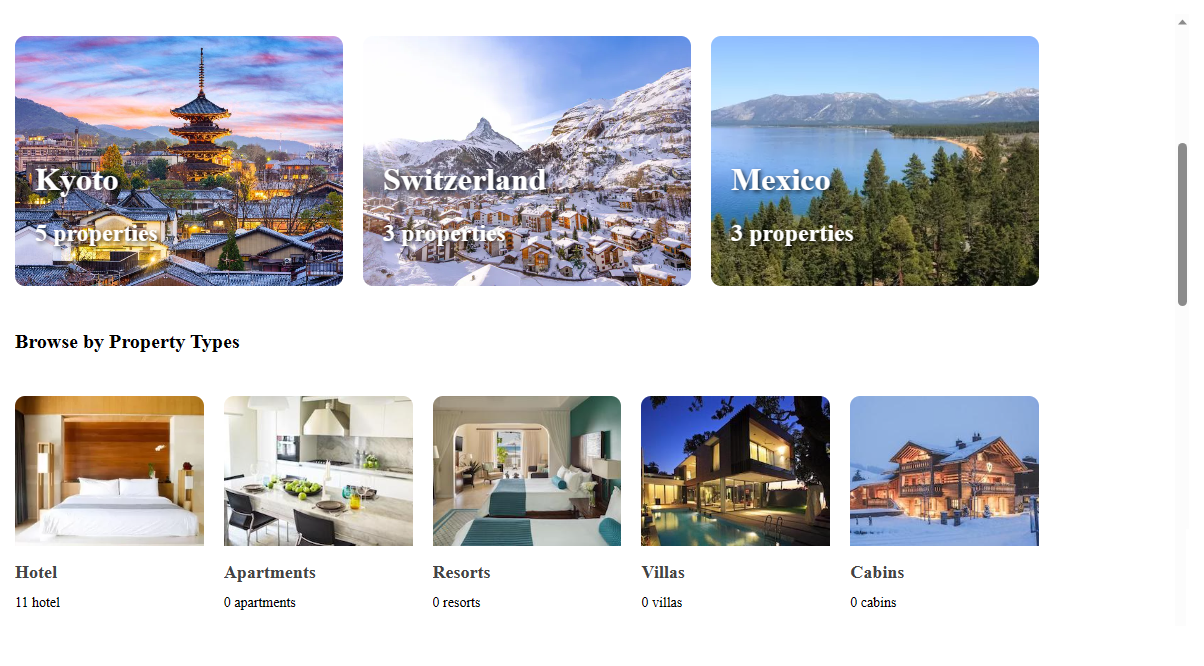 Kyoto
5 properties
Switzerland
3 properties
Mexico
3 properties
Browse by Property Types
Hotel
11 hotel
Apartments
0 apartments
Resorts
0 resorts
Villas
0 villas
Cabins
0 cabins